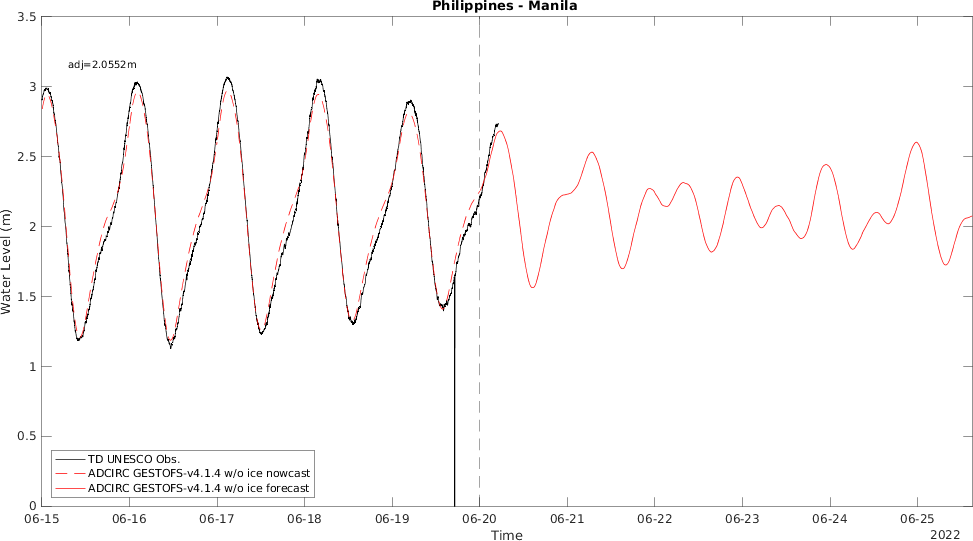 Philippines - Manila
3.5
adj=2.0552m
3
2.5
2
1.5
1
0.5
0
Water Level (m)
TD UNESCO Obs.
ADCIRC GESTOFS-v4.1.4 w/o ice nowcast
ADCIRC GESTOFS-v4.1.4 w/o ice forecast
06-15 06-16 06-17 06-18 06-19 06-20 06-21 06-22 06-23 06-24 06-25
Time
2022